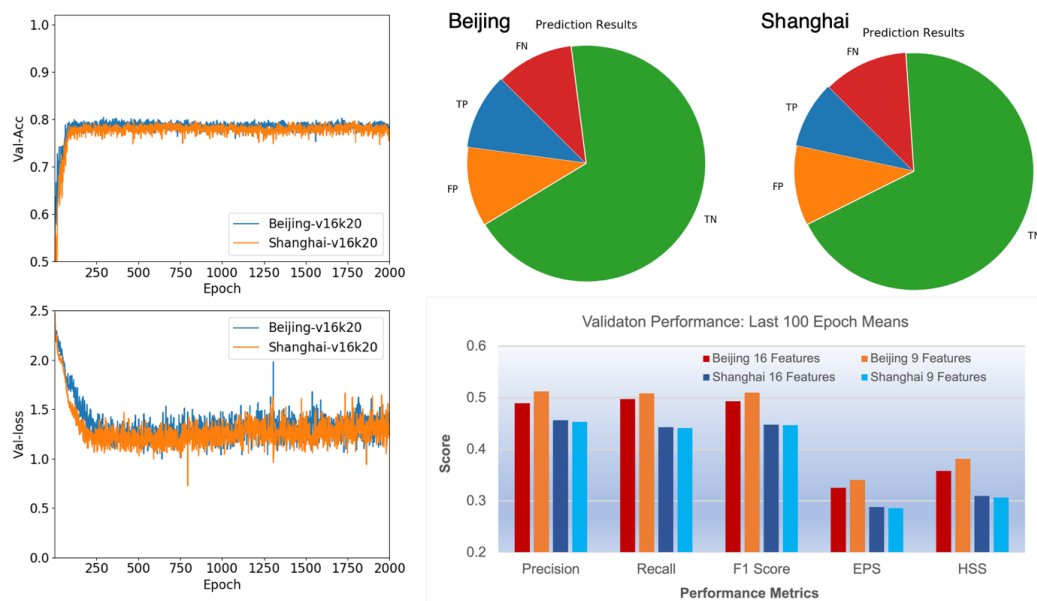 1.0
0.9
0.8
0.7
0.6
0.5
Val-Acc
Beijing-v16k20
Shanghai-v16k20
250 500 750 1000 1250 1500 1750 2000
Epoch
Beijing
Prediction Results
FN
TP
FP
TN
Shanghai
Prediction Results
FN
TP
FP
TN
2.5
2.0
1.5
1.0
0.5
0.0
Val-loss
Beijing-v16k20
Shanghai-v16k20
250 500 750 1000 1250 1500 1750 2000
Epoch
Validaton Performance: Last 100 Epoch Means
0.6
0.5
0.4
0.3
0.2
Score
Beijing 16 Features Beijing 9 Features
Shanghai 16 Features Shanghai 9 Features
Precision Recall F1 Score EPS HSS
Performance Metrics